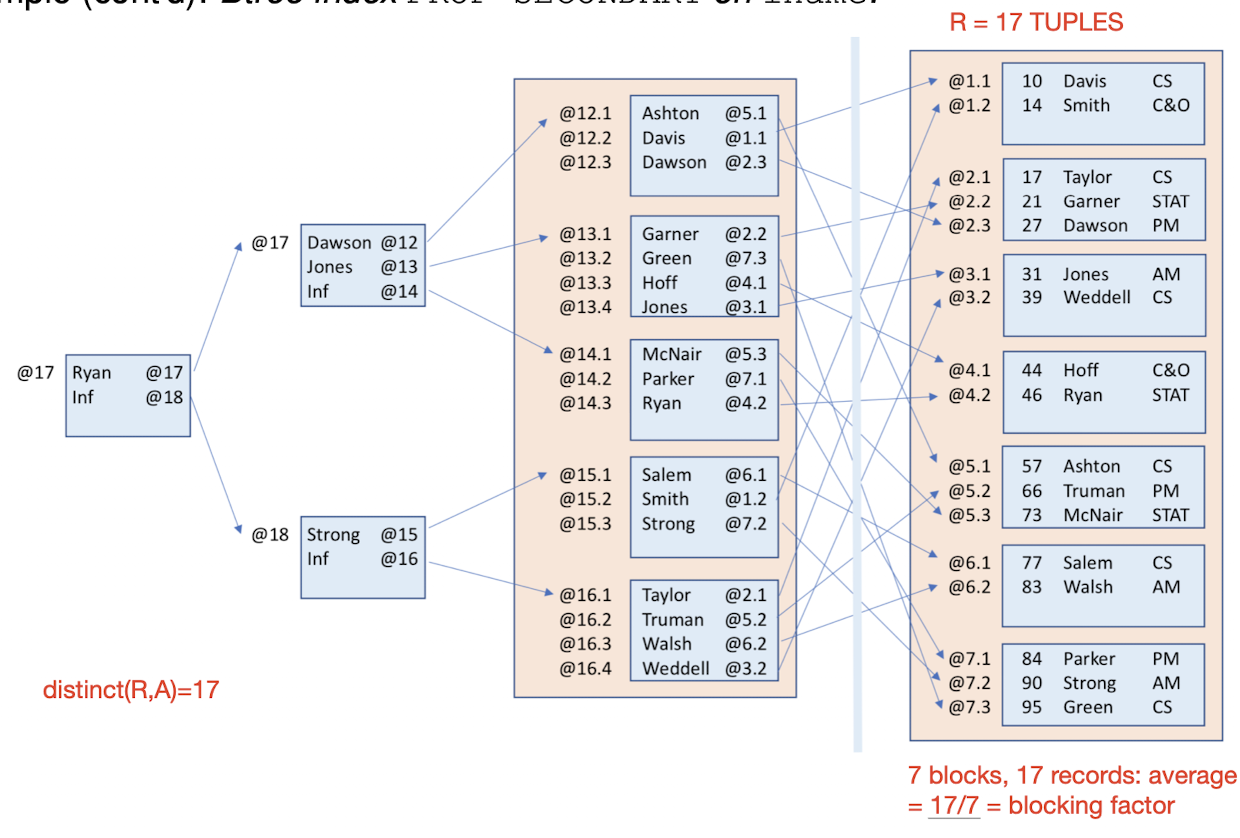 R = 17 TUPLES
@17 Ryan @17
Inf @18
@17 Dawson @12
Jones @13
Inf @14
@18 Strong @15
Inf @16
@12.1 Ashton @5.1
@12.2 Davis @1.1
@12.3 Dawson @2.3
@13.1 Garner @2.2
@13.2 Green @7.3
@13.3 Hoff @4.1
@13.4 Jones @3.1
@14.1 McNair @5.3
@14.2 Parker @7.1
@14.3 Ryan @4.2
@15.1 Salem @6.1
@15.2 Smith @1.2
@15.3 Strong @7.2
@16.1 Taylor @2.1
@16.2 Truman @5.2
@16.3 Walsh @6.2
@16.4 Weddell @3.2
@1.1 10 Davis CS
@1.2 14 Smith C&O
@2.1 17 Taylor CS
@2.2 21 Garner STAT
@2.3 27 Dawson PM
@3.1 31 Jones AM
@3.2 39 Weddell CS
@4.1 44 Hoff C&O
@4.2 46 Ryan STAT
@5.1 57 Ashton CS
@5.2 66 Truman PM
@5.3 73 McNair STAT
@6.1 77 Salem CS
@6.2 83 Walsh AM
@7.1 84 Parker PM
@7.2 90 Strong AM
@7.3 95 Green CS
distinct(R,A)=17
7 blocks, 17 records: average
= 17/7 = blocking factor